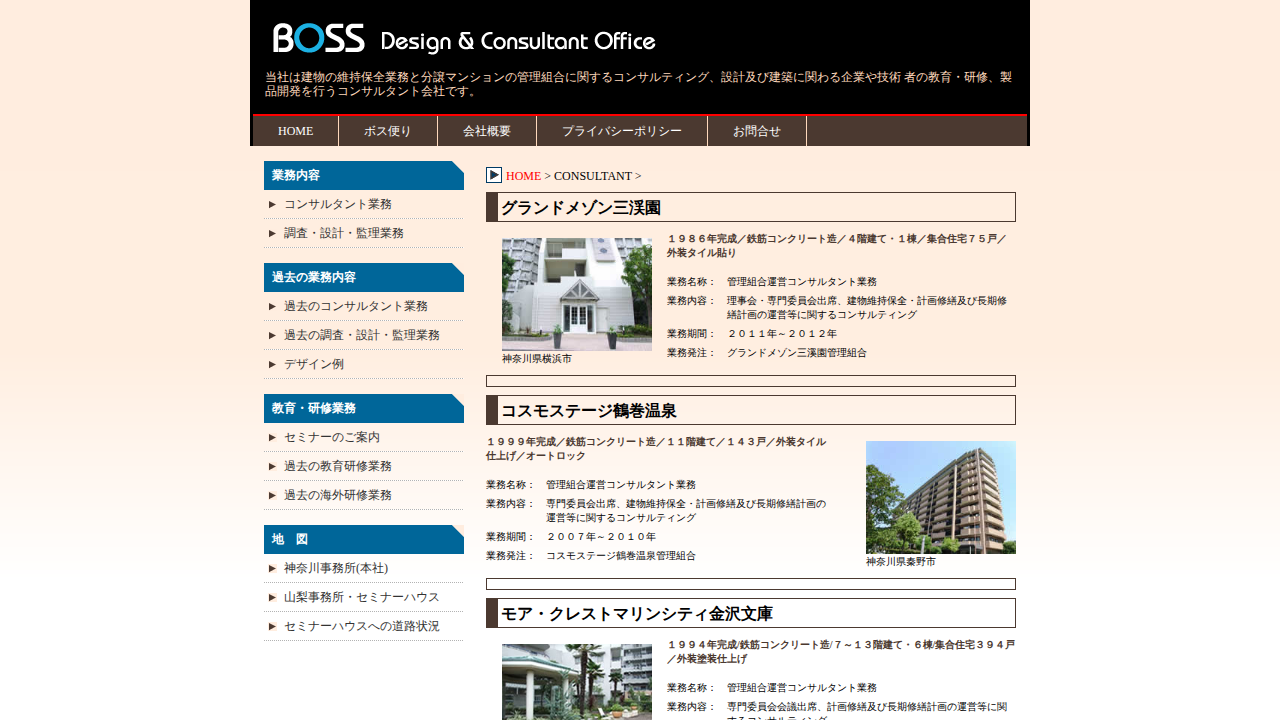 BOSS Design & Consultant Office
当社は建物の維持保全業務と分譲マンションの管理組合に関するコンサルティング、設計及び建築に関わる企業や技術 者の教育・研修、製
品開発を行うコンサルタント会社です。
HOME ボス便り 会社概要 プライバシーポリシー お問合せ
業務内容
コンサルタント業務
調査・設計・監理業務
過去の業務内容
過去のコンサルタント業務
過去の調査・設計・監理業務
デザイン例
教育・研修業務
セミナーのご案内
過去の教育研修業務
過去の海外研修業務
地　図
神奈川事務所(本社)
山梨事務所・セミナーハウス
セミナーハウスへの道路状況
HOME > CONSULTANT >
グランドメゾン三渓園
１９８６年完成／鉄筋コンクリート造／４階建て・１棟／集合住宅７５戸／
外装タイル貼り
業務名称：　管理組合運営コンサルタント業務
業務内容：　理事会・専門委員会出席、建物維持保全・計画修繕及び長期修
繕計画の運営等に関するコンサルティング
業務期間：　２０１１年～２０１２年
業務発注：　グランドメゾン三溪園管理組合
神奈川県横浜市
コスモステージ鶴巻温泉
１９９９年完成／鉄筋コンクリート造／１１階建て／１４３戸／外装タイル
仕上げ／オートロック
業務名称：　管理組合運営コンサルタント業務
業務内容：　専門委員会出席、建物維持保全・計画修繕及び長期修繕計画の
運営等に関するコンサルティング
業務期間：　２００７年～２０１０年
業務発注：　コスモステージ鶴巻温泉管理組合
神奈川県秦野市
モア・クレストマリンシティ金沢文庫
１９９４年完成/鉄筋コンクリート造/７～１３階建て・６棟/集合住宅３９４戸
／外装塗装仕上げ
業務名称：　管理組合運営コンサルタント業務
業務内容：　専門委員会会議出席、計画修繕及び長期修繕計画の運営等に関
するコンサルティング